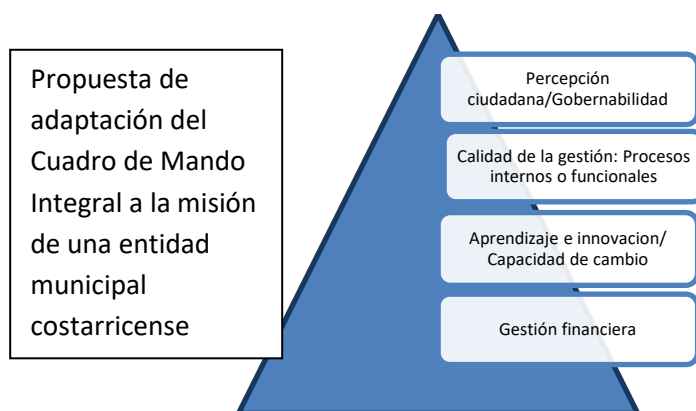 Propuesta de
adaptación del
Cuadro de Mando
Integral a la misión
de una entidad
municipal
costarricense
Percepción
ciudadana/Gobernabilidad
Calidad de la gestión: Procesos
internos o funcionales
Aprendizaje e innovacion/
Capacidad de cambio
Gestión financiera